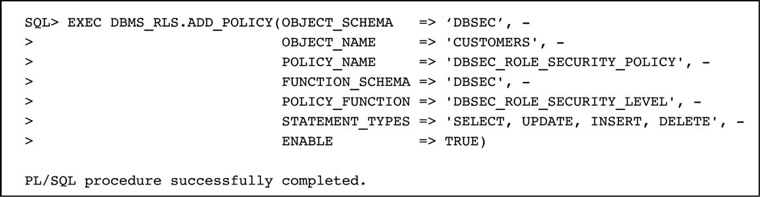 SQL> EXEC DBMS_RLS.ADD_POLICY(OBJECT_SCHEMA   => ‘DBSEC’, –
>                             OBJECT_NAME     => 'CUSTOMERS', –
>                             POLICY_NAME     => 'DBSEC_ROLE_SECURITY_POLICY', –
>                             FUNCTION_SCHEMA => 'DBSEC', –
>                             POLICY_FUNCTION => 'DBSEC_ROLE_SECURITY_LEVEL', –
>                             STATEMENT_TYPES => 'SELECT, UPDATE, INSERT, DELETE', –
>                             ENABLE          => TRUE)
PL/SQL procedure successfully completed.